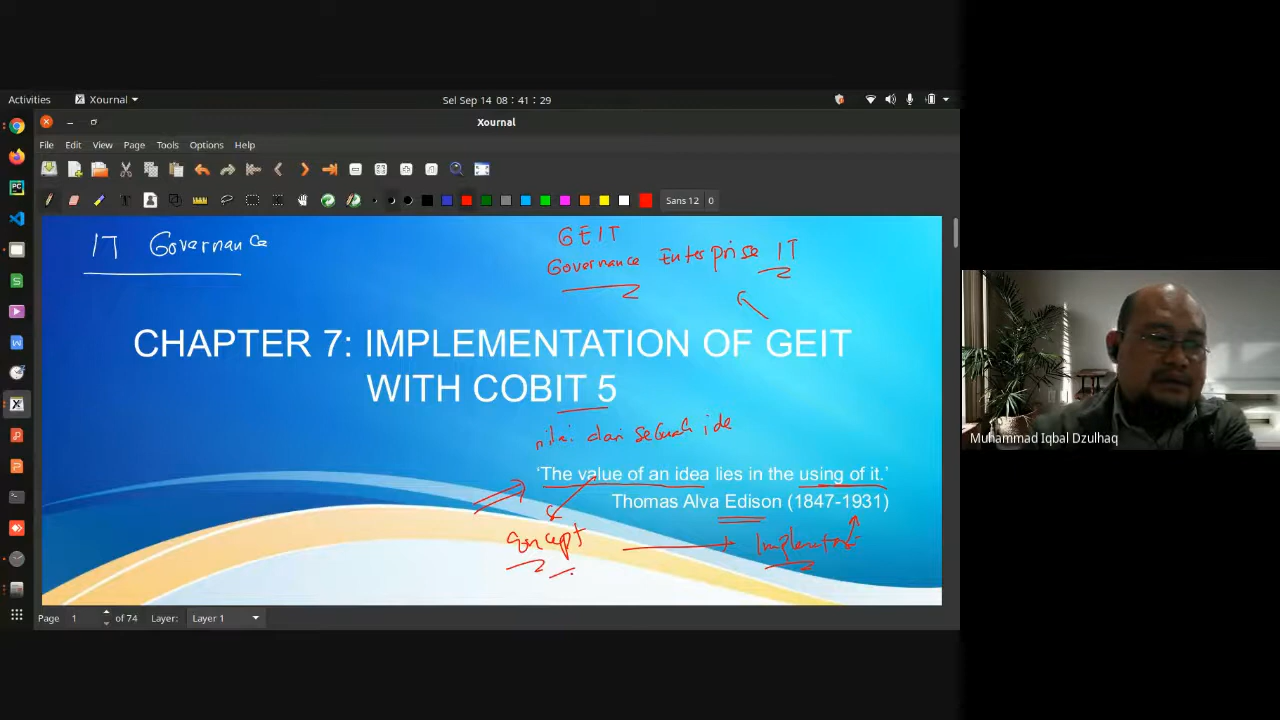 Activities
Xournal
Sel Sep 14 08:41:29
Xournal
File Edit View Page Tools Options Help
Sans 12 0
IT Governance
GEIT
Governance Enterprise IT
CHAPTER 7: IMPLEMENTATION OF GEIT
WITH COBIT 5
nilai dari sebuah ide
‘The value of an idea lies in the using of it.’
Thomas Alva Edison (1847-1931)
Muhammad Iqbal Dzulhaq
Page 1 of 74 Layer: Layer 1